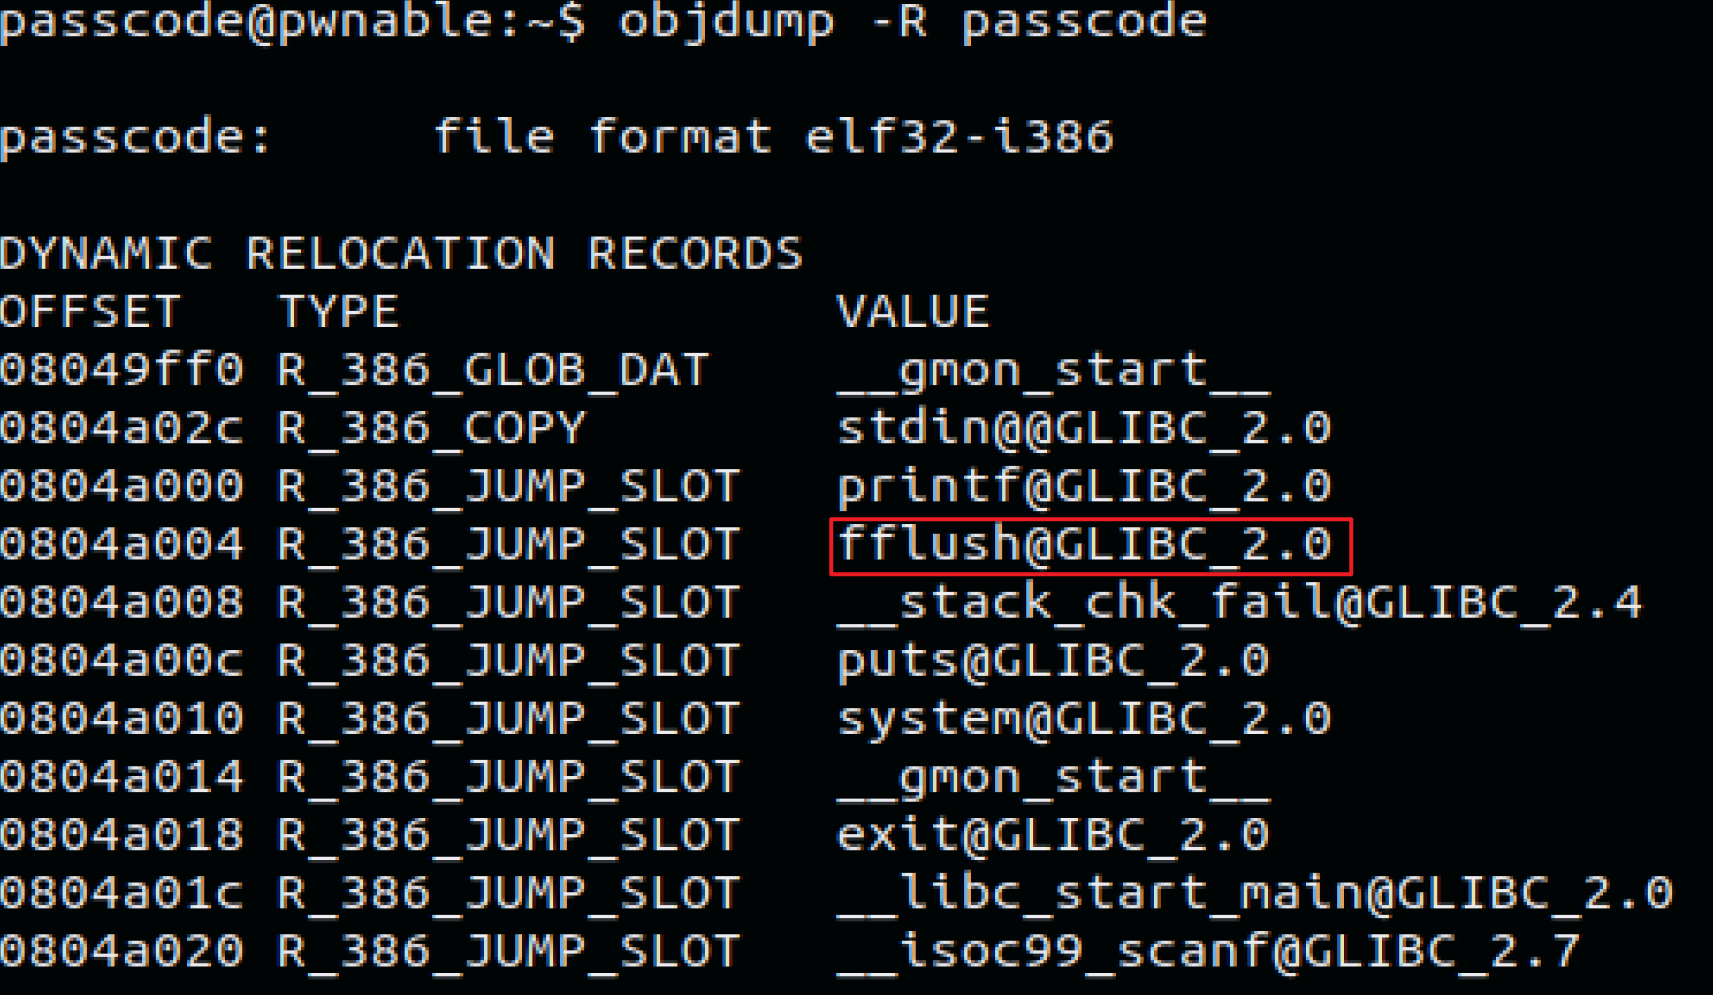 passcode@pwnable:~$ objdump -R passcode
passcode:     file format elf32-i386
DYNAMIC RELOCATION RECORDS
OFFSET   TYPE              VALUE
08049ff0 R_386_GLOB_DAT    __gmon_start__
0804a02c R_386_COPY        stdin@@GLIBC_2.0
0804a000 R_386_JUMP_SLOT   printf@GLIBC_2.0
0804a004 R_386_JUMP_SLOT   fflush@GLIBC_2.0
0804a008 R_386_JUMP_SLOT   __stack_chk_fail@GLIBC_2.4
0804a00c R_386_JUMP_SLOT   puts@GLIBC_2.0
0804a010 R_386_JUMP_SLOT   system@GLIBC_2.0
0804a014 R_386_JUMP_SLOT   __gmon_start__
0804a018 R_386_JUMP_SLOT   exit@GLIBC_2.0
0804a01c R_386_JUMP_SLOT   __libc_start_main@GLIBC_2.0
0804a020 R_386_JUMP_SLOT   __isoc99_scanf@GLIBC_2.7